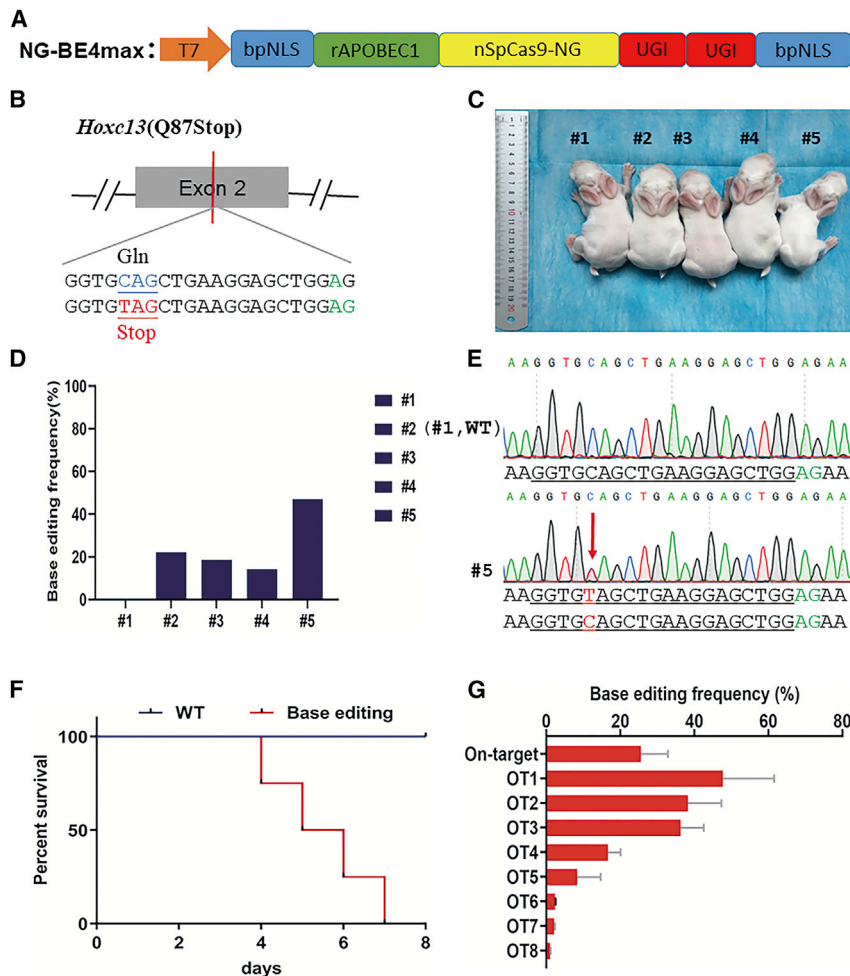 A
NG-BE4max:
T7
bpNLS
rAPOBEC1
nSpCas9-NG
UGI
UGI
bpNLS
B
Hoxc13(Q87Stop)
Exon 2
Gln
GGTGCAGCTGAAGGAGCTGGAG
GGTGTAGCTGAAGGAGCTGGAG
Stop
C
#1
#2
#3
#4
#5
D
Base editing frequency(%)
100
80
60
40
20
0
#1
#2
#3
#4
#5
#1
#2
#3
#4
#5
E
AAGGTGCAGCTGAAGGAGCTGGAGAA
(#1,WT)
AAGGTGCAGCTGAAGGAGCTGGAGAA
AAGGTGCAGCTGAAGGAGCTGGAGAA
#5
AAGGTGTAGCTGAAGGAGCTGGAGAA
AAGGTGCAGCTGAAGGAGCTGGAGAA
F
WT
Base editing
Percent survival
100
50
0
0
2
4
6
8
days
G
Base editing frequency (%)
0
20
40
60
80
On-target
OT1
OT2
OT3
OT4
OT5
OT6
OT7
OT8